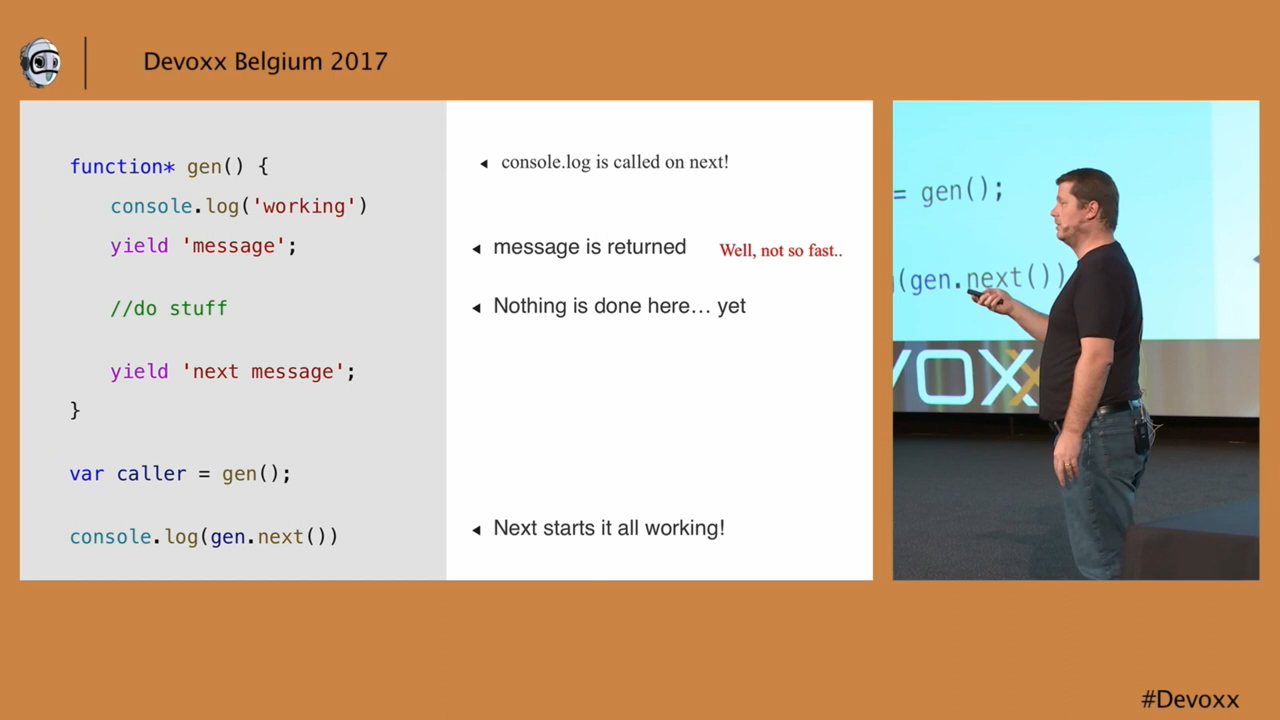 Devoxx Belgium 2017
function* gen() {
console.log('working')
yield 'message';
//do stuff
yield 'next message';
}
var caller = gen();
console.log(gen.next())
console.log is called on next!
message is returned Well, not so fast..
Nothing is done here… yet
Next starts it all working!
= gen();
(gen.next())
VOXX
#Devoxx